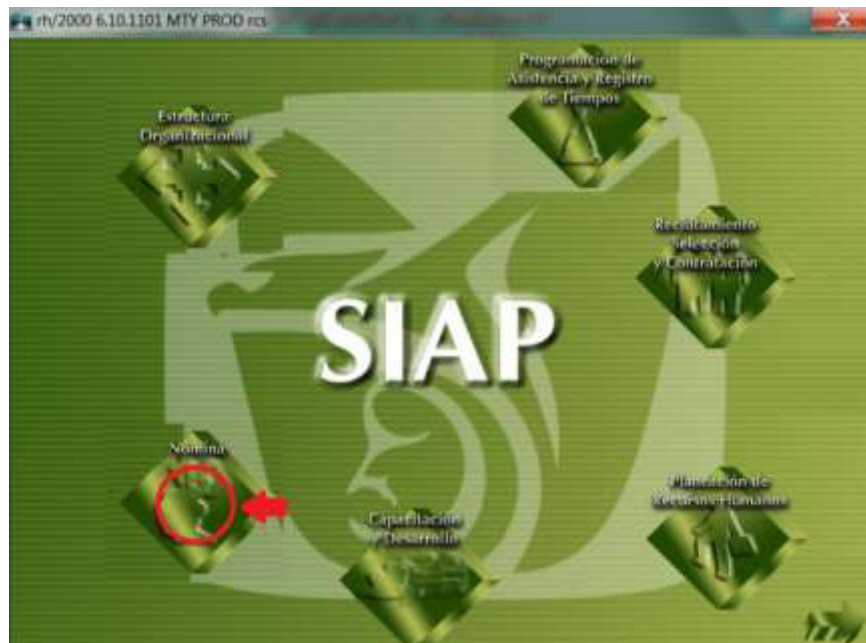 rh/2000 6.10.1101 MTY PROD rcs
Programación de
Asistencia y Registro
de Tiempos
Estructura
Organizacional
Reclutamiento
Selección
y Contratación
SIAP
Nómina
Planeación de
Recursos Humanos
Capacitación
y Desarrollo